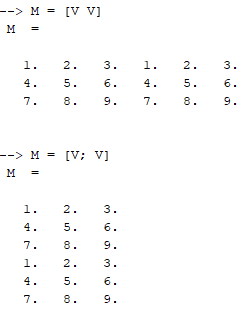 --> M = [V V]
M =
1. 2. 3. 1. 2. 3.
4. 5. 6. 4. 5. 6.
7. 8. 9. 7. 8. 9.
--> M = [V; V]
M =
1. 2. 3.
4. 5. 6.
7. 8. 9.
1. 2. 3.
4. 5. 6.
7. 8. 9.